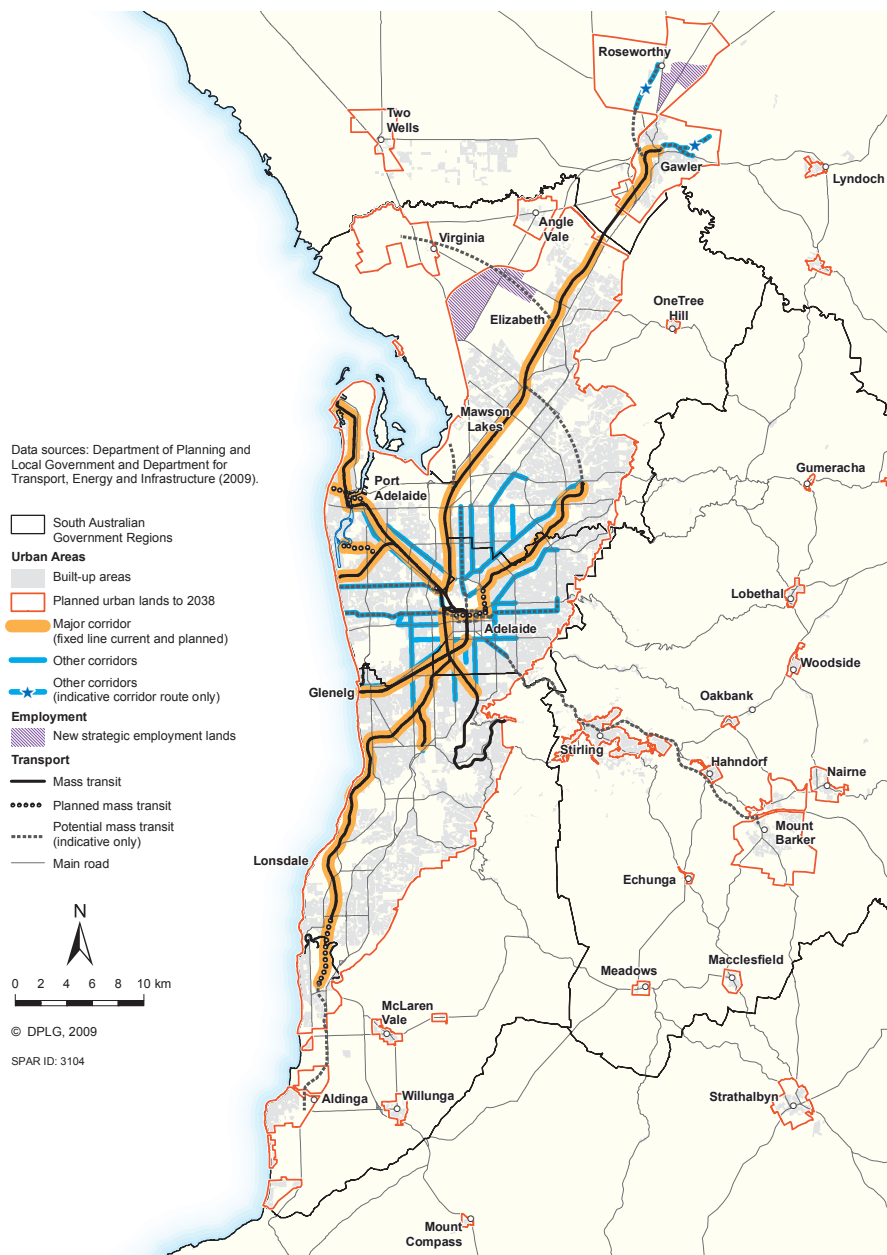 Roseworthy
Two
Wells
Gawler
Lyndoch
Angle
Vale
Virginia
OneTree
Hill
Elizabeth
Mawson
Lakes
Data sources: Department of Planning and
Local Government and Department for
Transport, Energy and Infrastructure (2009).
Port
Adelaide
Gumeracha
South Australian
Government Regions
Urban Areas
Built-up areas
Planned urban lands to 2038
Major corridor
(fixed line current and planned)
Other corridors
Other corridors
(indicative corridor route only)
Employment
New strategic employment lands
Transport
Mass transit
Planned mass transit
Potential mass transit
(indicative only)
Main road
Lobethal
Adelaide
Woodside
Glenelg
Oakbank
Stirling
Hahndorf
Nairne
Mount
Barker
Lonsdale
Echunga
N
0 2 4 6 8 10 km
© DPLG, 2009
SPAR ID: 3104
Meadows
Macclesfield
McLaren
Vale
Aldinga
Willunga
Strathalbyn
Mount
Compass